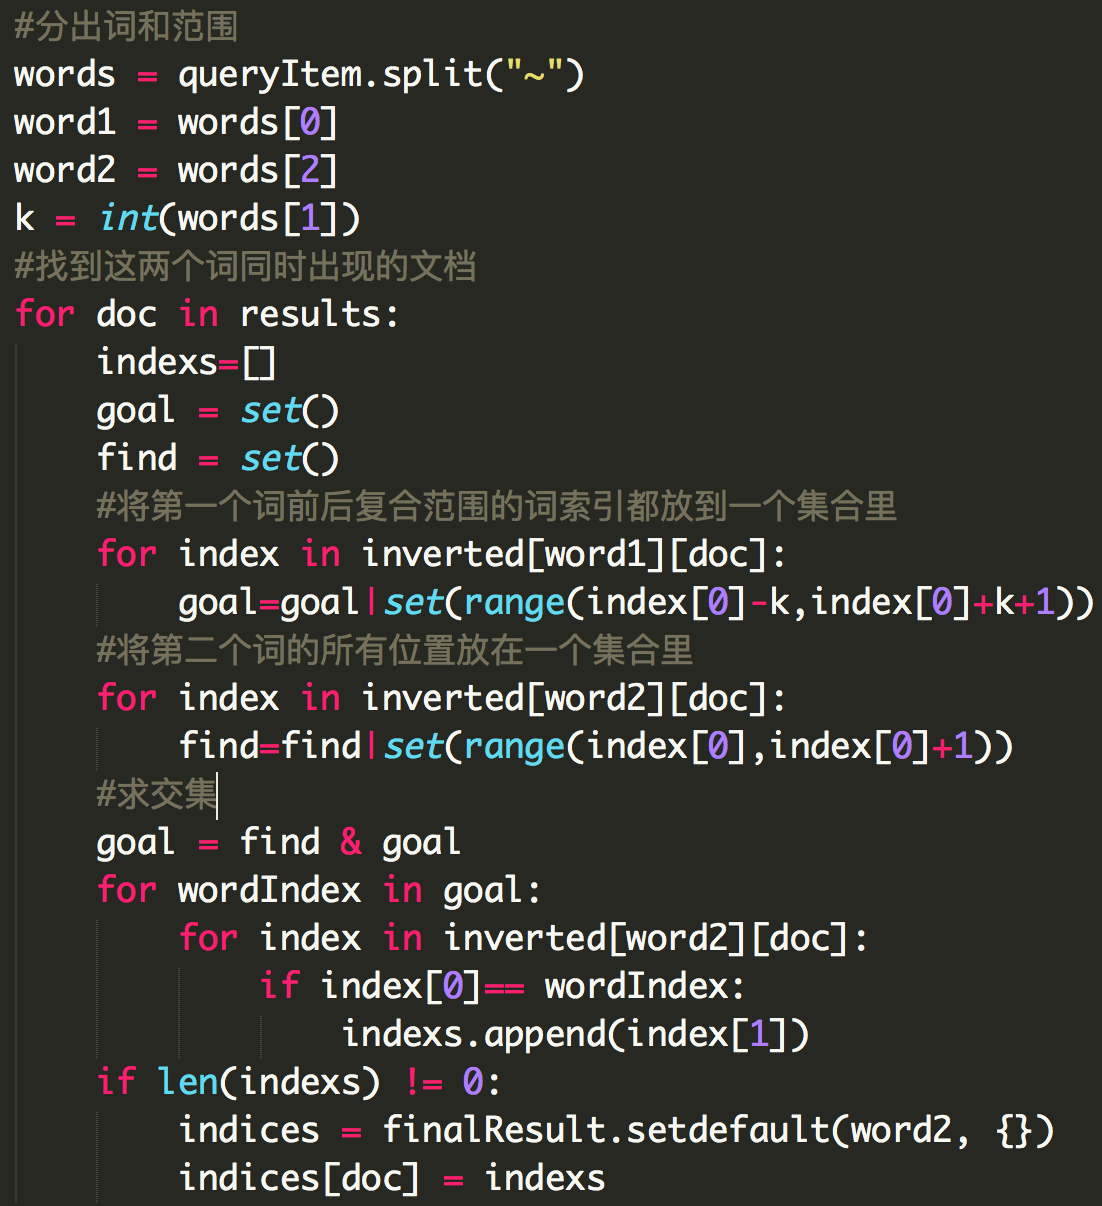 #分出词和范围
words = queryItem.split("~")
word1 = words[0]
word2 = words[2]
k = int(words[1])
#找到这两个词同时出现的文档
for doc in results:
    indexs=[]
    goal = set()
    find = set()
    #将第一个词前后复合范围的词索引都放到一个集合里
    for index in inverted[word1][doc]:
        goal=goal|set(range(index[0]-k,index[0]+k+1))
    #将第二个词的所有位置放在一个集合里
    for index in inverted[word2][doc]:
        find=find|set(range(index[0],index[0]+1))
    #求交集
    goal = find & goal
    for wordIndex in goal:
        for index in inverted[word2][doc]:
            if index[0]== wordIndex:
                indexs.append(index[1])
    if len(indexs) != 0:
        indices = finalResult.setdefault(word2, {})
        indices[doc] = indexs